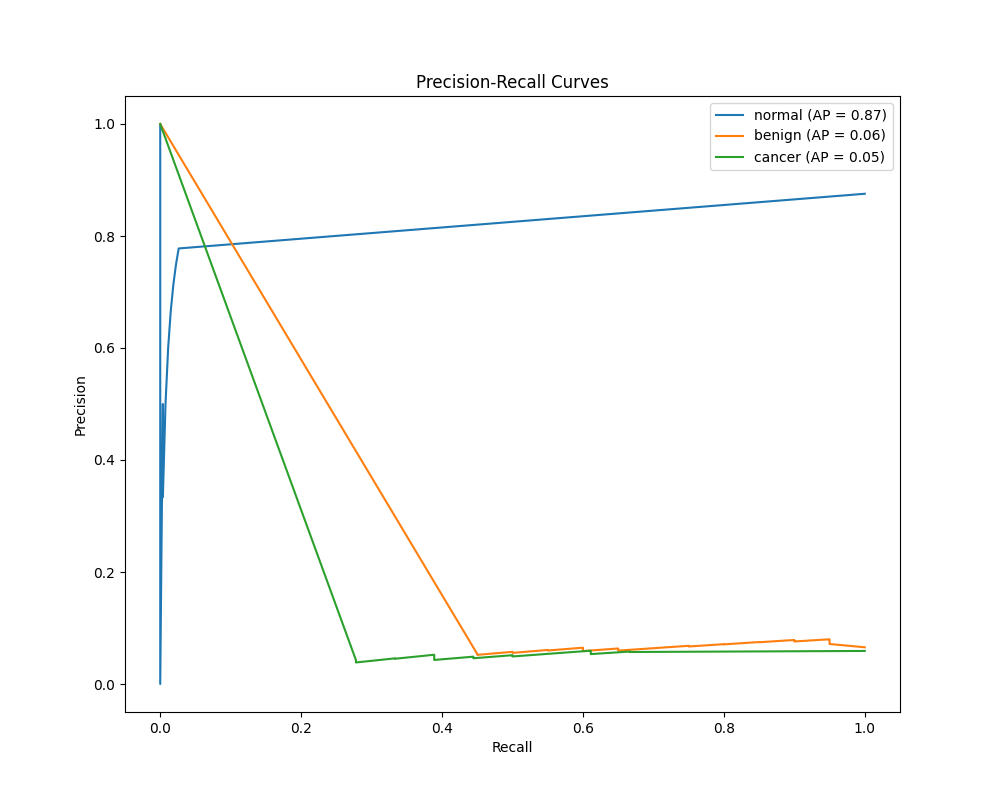 Precision-Recall Curves
normal (AP = 0.87)
benign (AP = 0.06)
cancer (AP = 0.05)
1.0
0.8
0.6
0.4
0.2
0.0
Precision
0.0 0.2 0.4 0.6 0.8 1.0
Recall